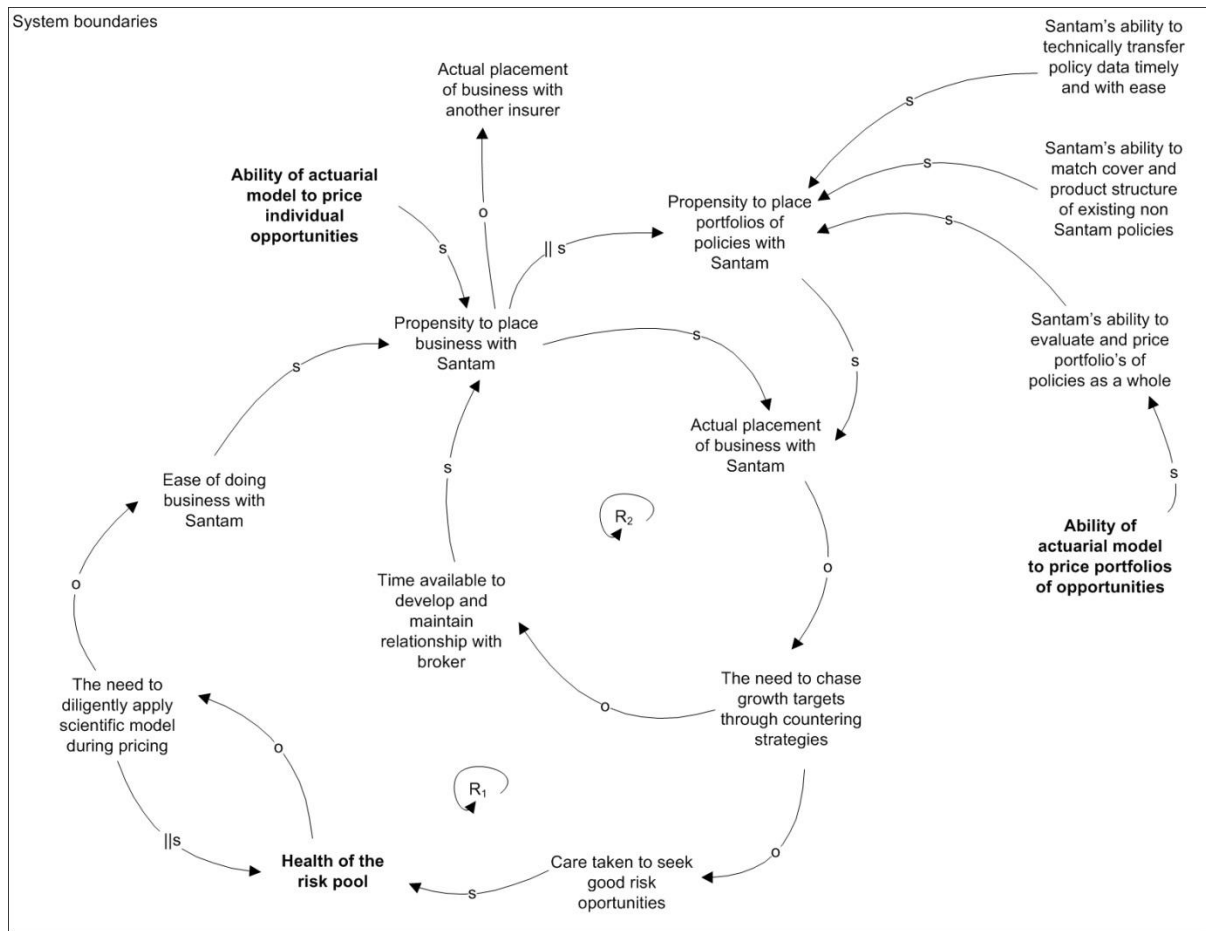 System boundaries
Santam's ability to
technically transfer
policy data timely
and with ease
s
Actual placement
of business with
another insurer
Ability of actuarial
model to price
individual
opportunities
s
o
Santam's ability to
match cover and
product structure
of existing non
Santam policies
s
Propensity to place
portfolios of
policies with
Santam
s
|| s
Propensity to place
business with
Santam
s
s
s
Santam's ability to
evaluate and price
portfolio's of
policies as a whole
s
Actual placement
of business with
Santam
Ease of doing
business with
Santam
s
R₂
Ability of
actuarial model
to price portfolios
of opportunities
o
o
Time available to
develop and
maintain
relationship with
broker
o
The need to
diligently apply
scientific model
during pricing
The need to chase
growth targets
through countering
strategies
o
R₁
||s
o
Health of the
risk pool
s
Care taken to seek
good risk
oportunities